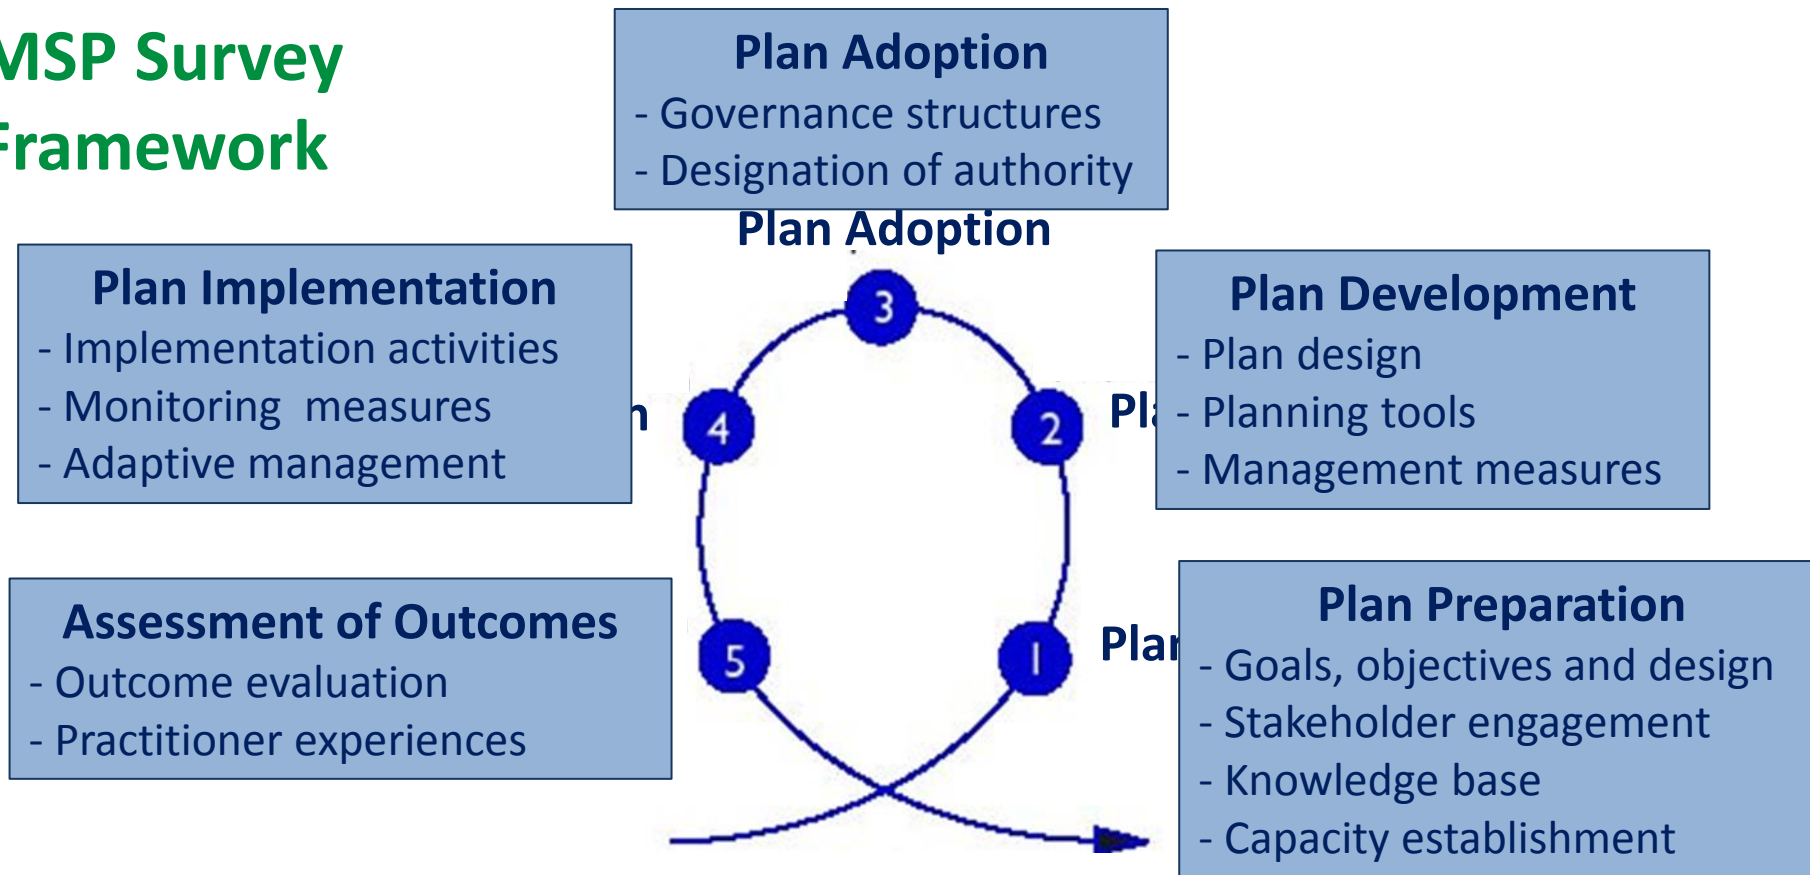 MSP Survey
Framework
Plan Adoption
- Governance structures
- Designation of authority
Plan Adoption
Plan Implementation
- Implementation activities
- Monitoring  measures
- Adaptive management
Plan Development
- Plan design
- Planning tools
- Management measures
3
4
2
5
1
Assessment of Outcomes
- Outcome evaluation
- Practitioner experiences
Plan Preparation
- Goals, objectives and design
- Stakeholder engagement
- Knowledge base
- Capacity establishment